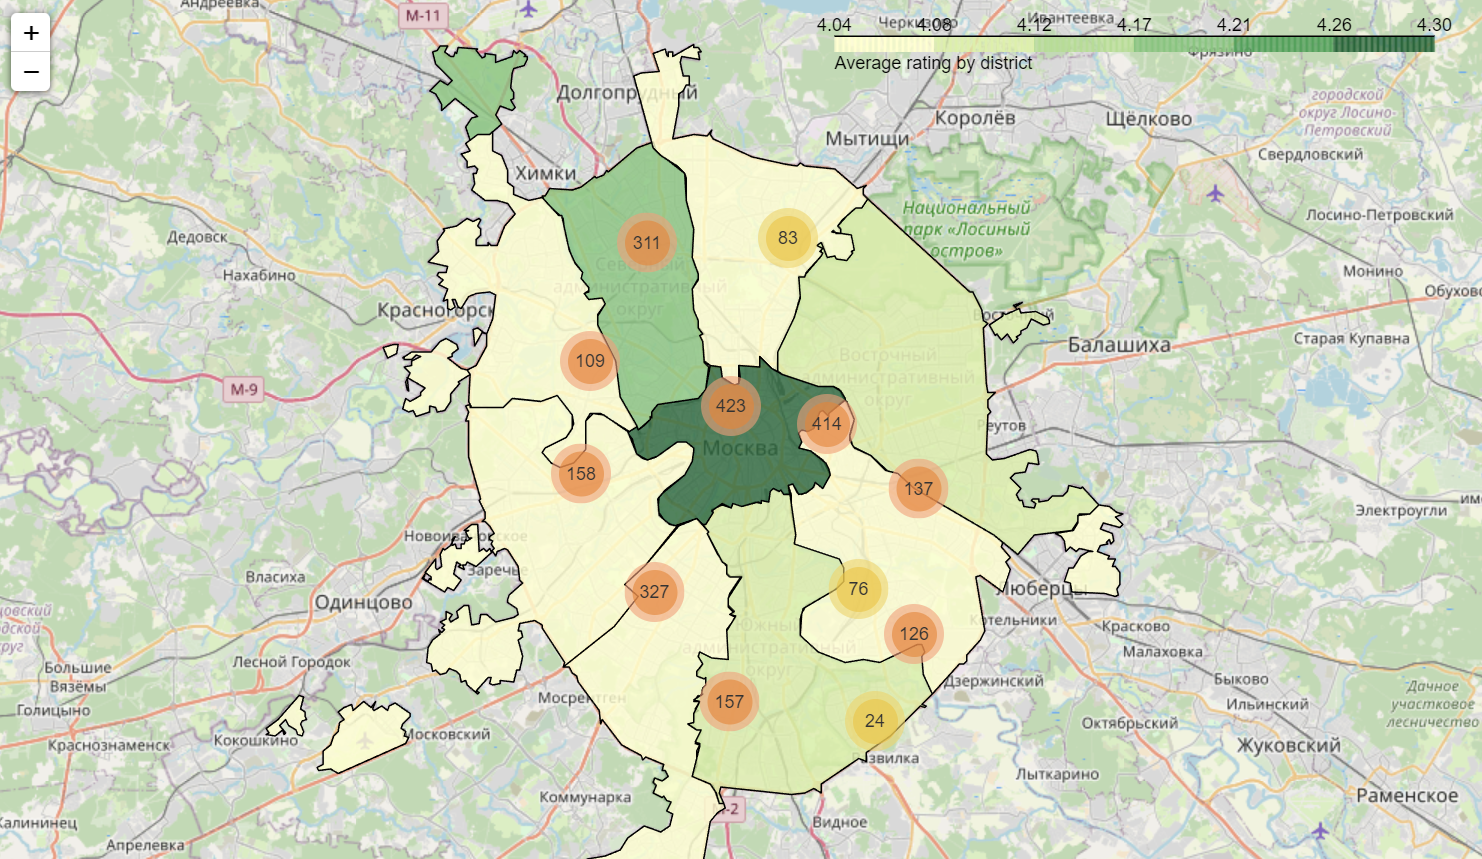 +
−
Андреевка
М-11
Черкизово
Ивантеевка
4.04
4.08
4.12
4.17
4.21
4.26
4.30
Фрязино
Average rating by district
Долгопрудный
Королёв
Щёлково
городской
округ Лосино-
Петровский
Мытищи
Свердловский
Химки
Национальный
парк «Лосиный
остров»
Лосино-Петровский
Дедовск
311
83
Нахабино
Северный
административный
округ
Монино
Обухово
Красногорск
Восточный
Старая Купавна
Балашиха
109
Восточный
административный
округ
М-9
423
414
Реутов
Москва
158
137
Электроугли
Новоивановское
Заречье
Власиха
Одинцово
327
76
Люберцы
Котельники
Красково
126
Южный
административный
округ
Малаховка
Лесной Городок
Большие
Вязёмы
Дзержинский
Быково
Дачное
участковое
лесничество
Голицыно
Мосрентген
157
24
Октябрьский
Ильинский
Краснознаменск
Кокошкино
Московский
Развилка
Жуковский
Лыткарино
Коммунарка
Раменское
Калининец
Видное
Апрелевка